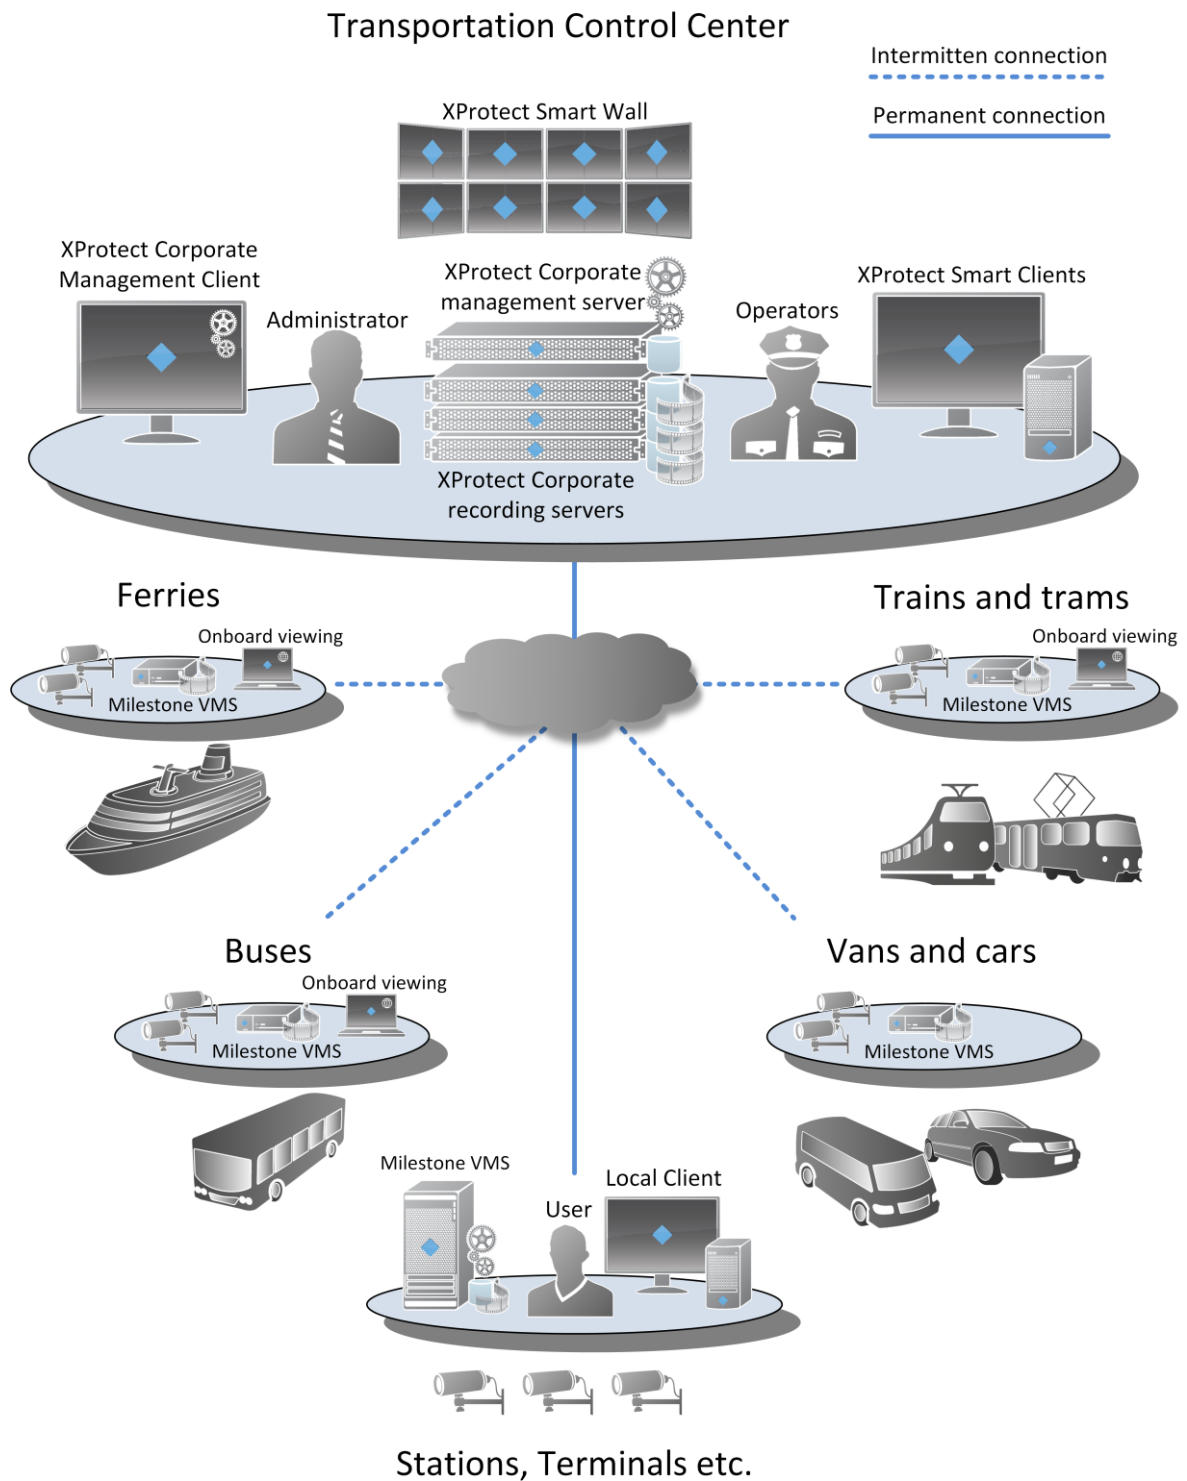 Transportation Control Center
Intermitten connection
Permanent connection
XProtect Smart Wall
XProtect Corporate
Management Client
Administrator
XProtect Corporate
management server
Operators
XProtect Smart Clients
XProtect Corporate
recording servers
Ferries
Onboard viewing
Milestone VMS
Trains and trams
Onboard viewing
Milestone VMS
Buses
Onboard viewing
Milestone VMS
Vans and cars
Milestone VMS
Milestone VMS
User
Local Client
Stations, Terminals etc.